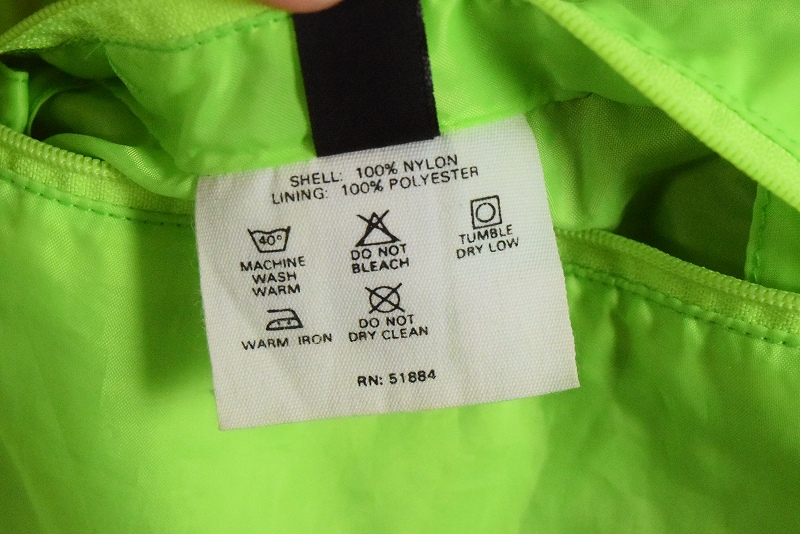 SHELL: 100% NYLON
LINING: 100% POLYESTER
40°
MACHINE
WASH
WARM
DO NOT
BLEACH
TUMBLE
DRY LOW
WARM IRON
DO NOT
DRY CLEAN
RN: 51884